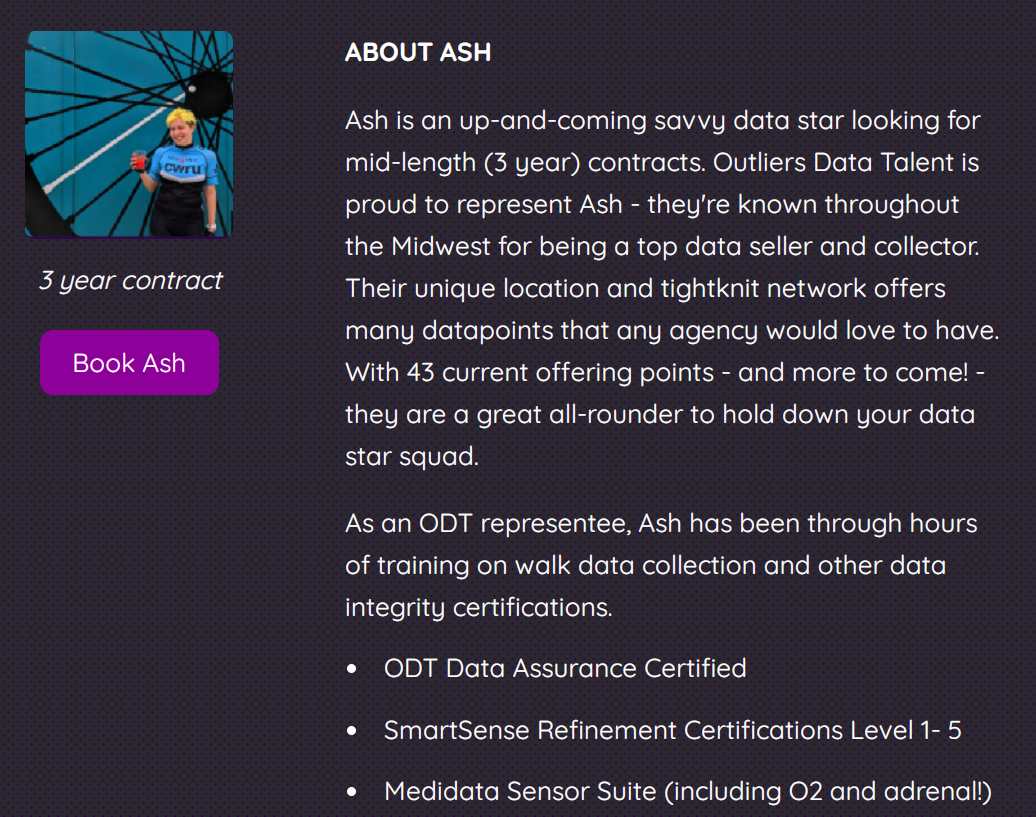 cwru
3 year contract
Book Ash
ABOUT ASH
Ash is an up-and-coming savvy data star looking for
mid-length (3 year) contracts. Outliers Data Talent is
proud to represent Ash - they're known throughout
the Midwest for being a top data seller and collector.
Their unique location and tightknit network offers
many datapoints that any agency would love to have.
With 43 current offering points - and more to come! -
they are a great all-rounder to hold down your data
star squad.
As an ODT representee, Ash has been through hours
of training on walk data collection and other data
integrity certifications.
• ODT Data Assurance Certified
• SmartSense Refinement Certifications Level 1- 5
• Medidata Sensor Suite (including O2 and adrenal!)